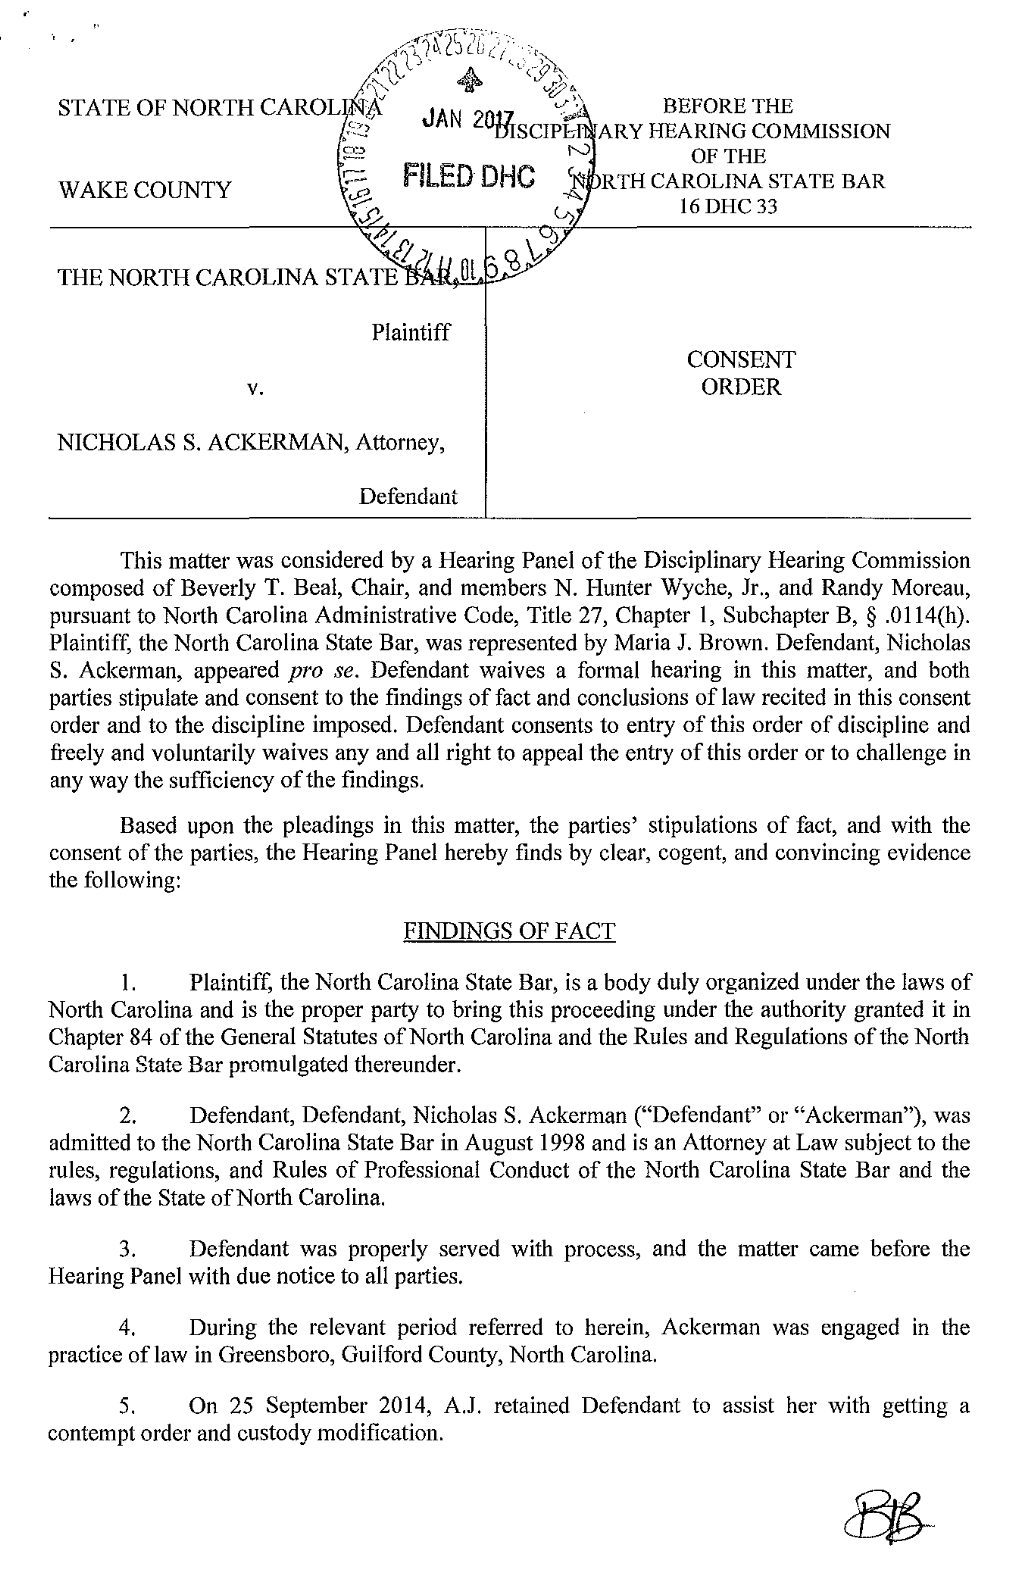 STATE OF NORTH CAROLINA
WAKE COUNTY
JAN 2017
FILED DHC
BEFORE THE
DISCIPLINARY HEARING COMMISSION
OF THE
NORTH CAROLINA STATE BAR
16 DHC 33
THE NORTH CAROLINA STATE BAR,
Plaintiff
v.
NICHOLAS S. ACKERMAN, Attorney,
Defendant
CONSENT
ORDER
This matter was considered by a Hearing Panel of the Disciplinary Hearing Commission
composed of Beverly T. Beal, Chair, and members N. Hunter Wyche, Jr., and Randy Moreau,
pursuant to North Carolina Administrative Code, Title 27, Chapter 1, Subchapter B, § .0114(h).
Plaintiff, the North Carolina State Bar, was represented by Maria J. Brown. Defendant, Nicholas
S. Ackerman, appeared pro se. Defendant waives a formal hearing in this matter, and both
parties stipulate and consent to the findings of fact and conclusions of law recited in this consent
order and to the discipline imposed. Defendant consents to entry of this order of discipline and
freely and voluntarily waives any and all right to appeal the entry of this order or to challenge in
any way the sufficiency of the findings.
Based upon the pleadings in this matter, the parties' stipulations of fact, and with the
consent of the parties, the Hearing Panel hereby finds by clear, cogent, and convincing evidence
the following:
FINDINGS OF FACT
1. Plaintiff, the North Carolina State Bar, is a body duly organized under the laws of
North Carolina and is the proper party to bring this proceeding under the authority granted it in
Chapter 84 of the General Statutes of North Carolina and the Rules and Regulations of the North
Carolina State Bar promulgated thereunder.
2. Defendant, Defendant, Nicholas S. Ackerman ("Defendant" or "Ackerman"), was
admitted to the North Carolina State Bar in August 1998 and is an Attorney at Law subject to the
rules, regulations, and Rules of Professional Conduct of the North Carolina State Bar and the
laws of the State of North Carolina.
3. Defendant was properly served with process, and the matter came before the
Hearing Panel with due notice to all parties.
4. During the relevant period referred to herein, Ackerman was engaged in the
practice of law in Greensboro, Guilford County, North Carolina.
5. On 25 September 2014, A.J. retained Defendant to assist her with getting a
contempt order and custody modification.